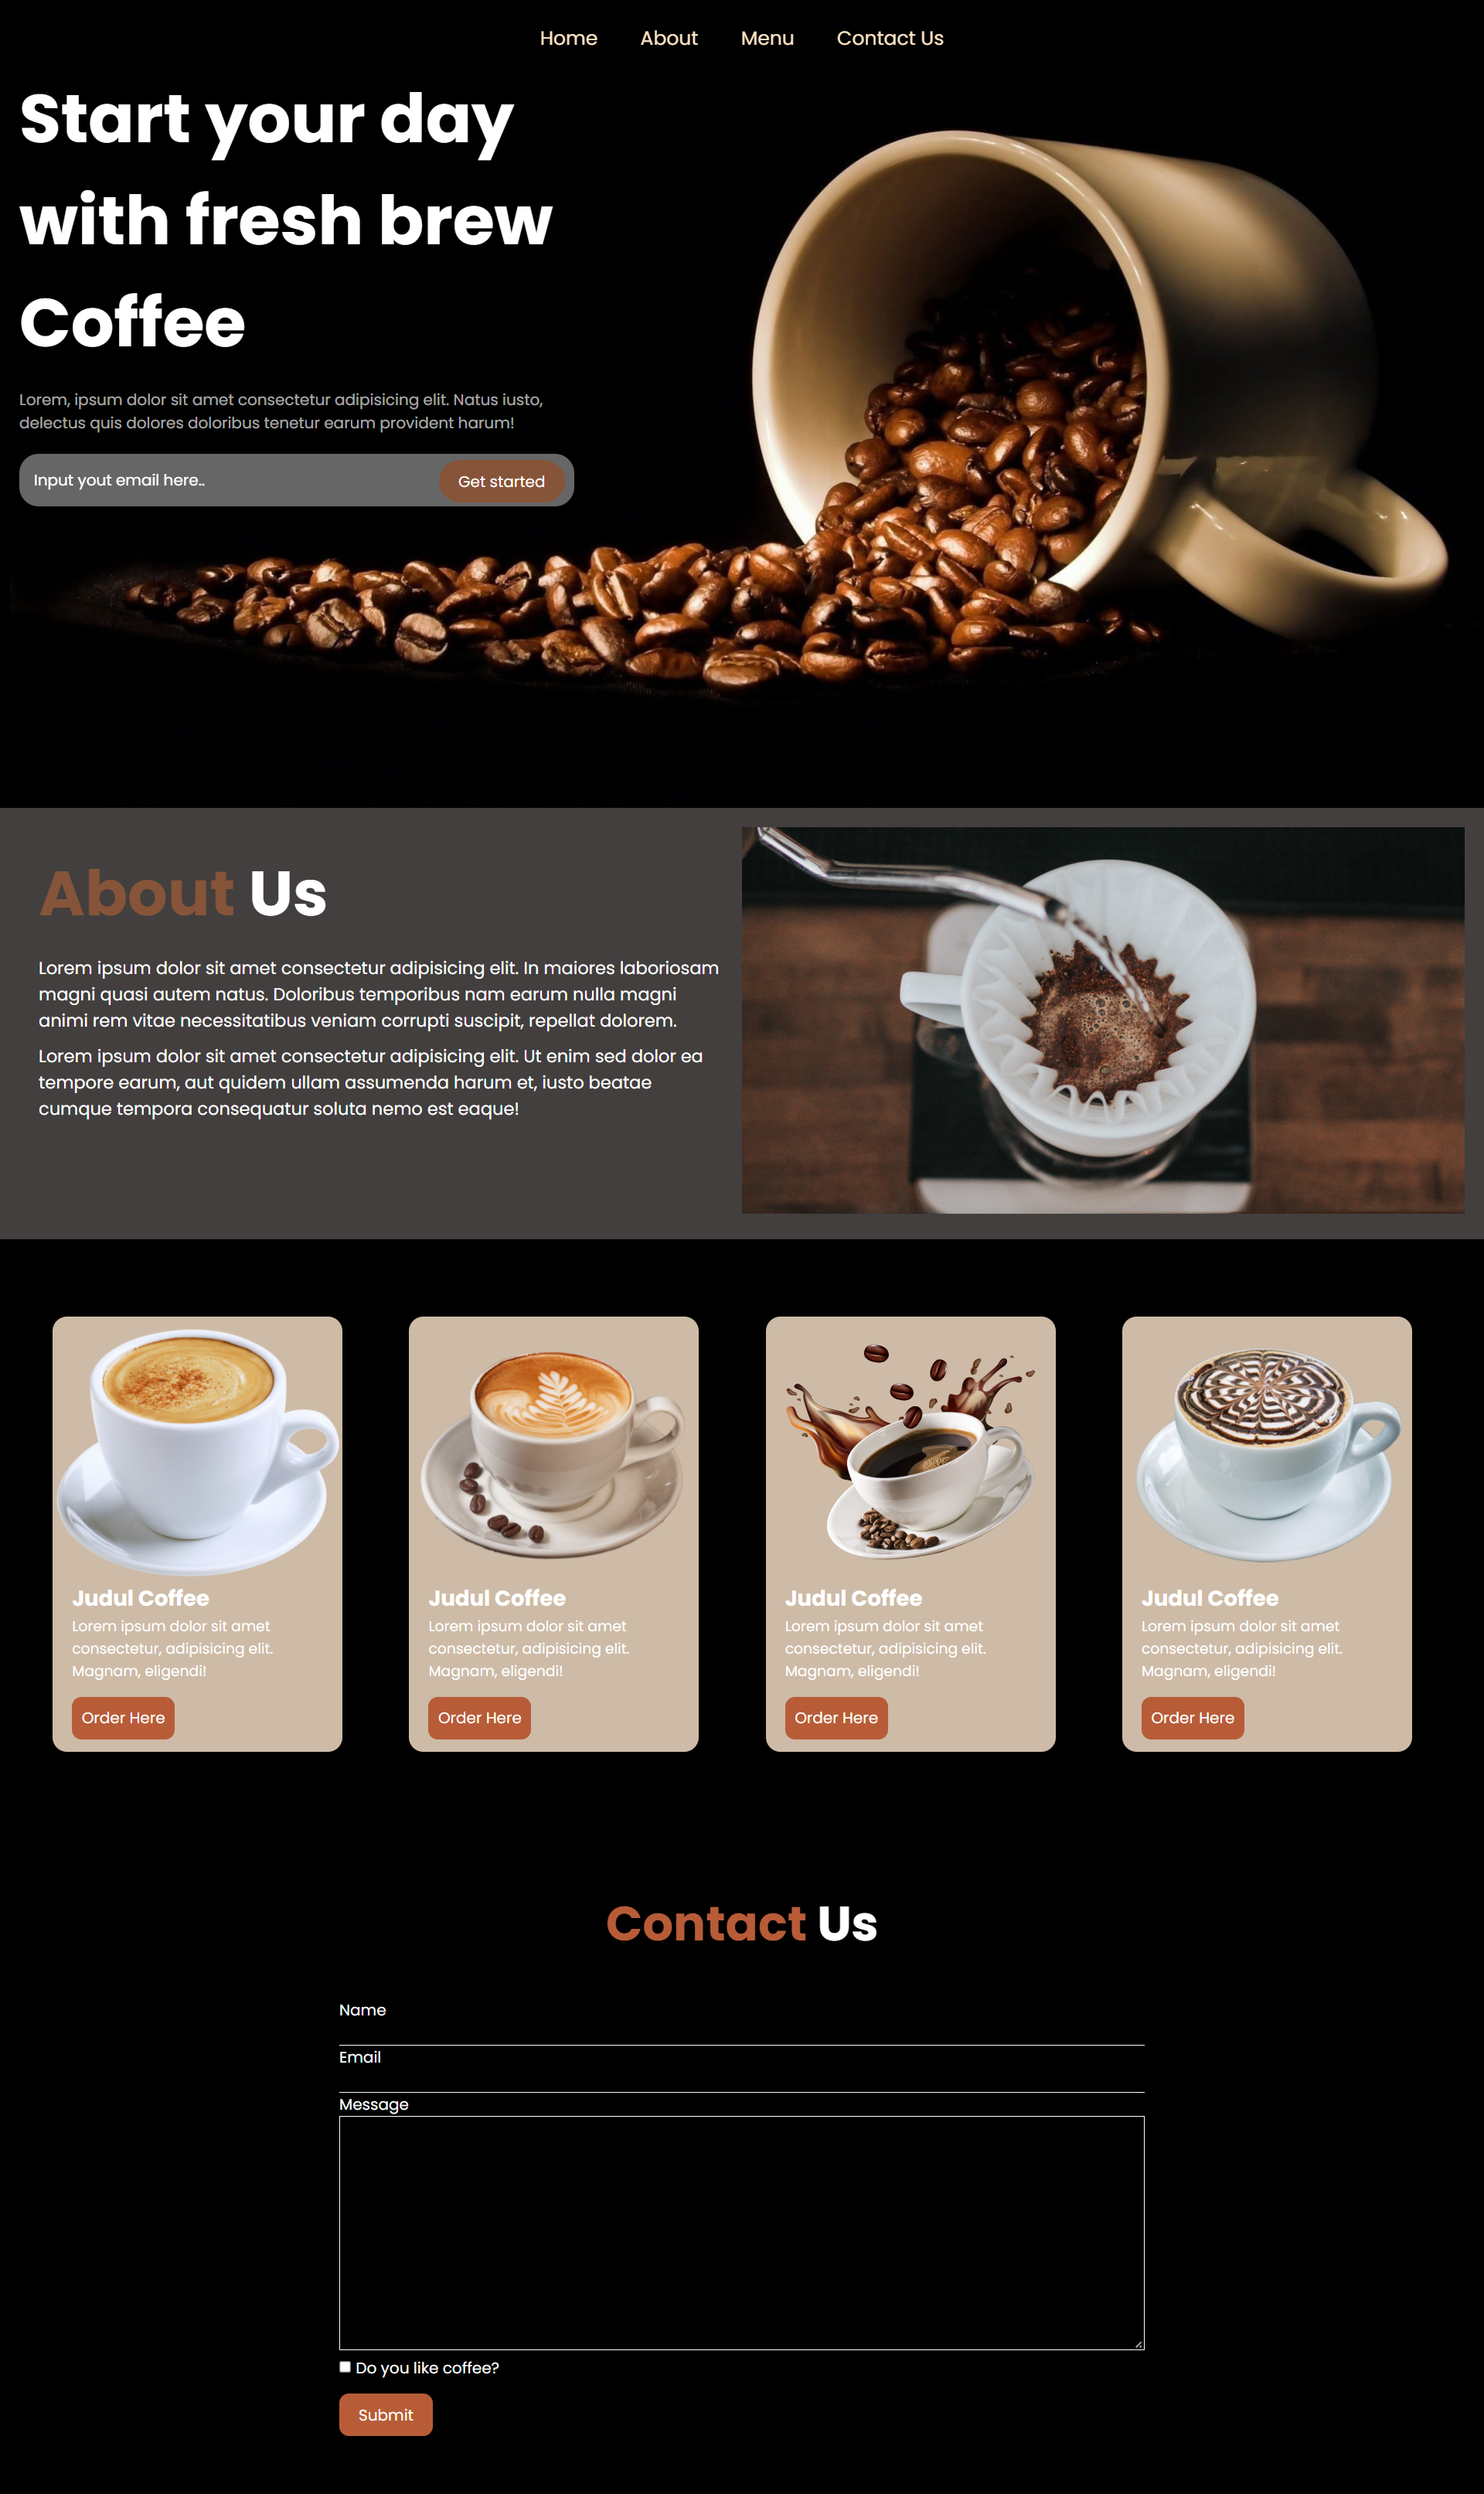 Home About Menu Contact Us
Start your day
with fresh brew
Coffee
Lorem, ipsum dolor sit amet consectetur adipisicing elit. Natus iusto,
delectus quis dolores doloribus tenetur earum provident harum!
Input yout email here..
Get started
About Us
Lorem ipsum dolor sit amet consectetur adipisicing elit. In maiores laboriosam
magni quasi autem natus. Doloribus temporibus nam earum nulla magni
animi rem vitae necessitatibus veniam corrupti suscipit, repellat dolorem.
Lorem ipsum dolor sit amet consectetur adipisicing elit. Ut enim sed dolor ea
tempore earum, aut quidem ullam assumenda harum et, iusto beatae
cumque tempora consequatur soluta nemo est eaque!
Judul Coffee
Lorem ipsum dolor sit amet
consectetur, adipisicing elit.
Magnam, eligendi!
Order Here
Judul Coffee
Lorem ipsum dolor sit amet
consectetur, adipisicing elit.
Magnam, eligendi!
Order Here
Judul Coffee
Lorem ipsum dolor sit amet
consectetur, adipisicing elit.
Magnam, eligendi!
Order Here
Judul Coffee
Lorem ipsum dolor sit amet
consectetur, adipisicing elit.
Magnam, eligendi!
Order Here
Contact Us
Name
Email
Message
Do you like coffee?
Submit